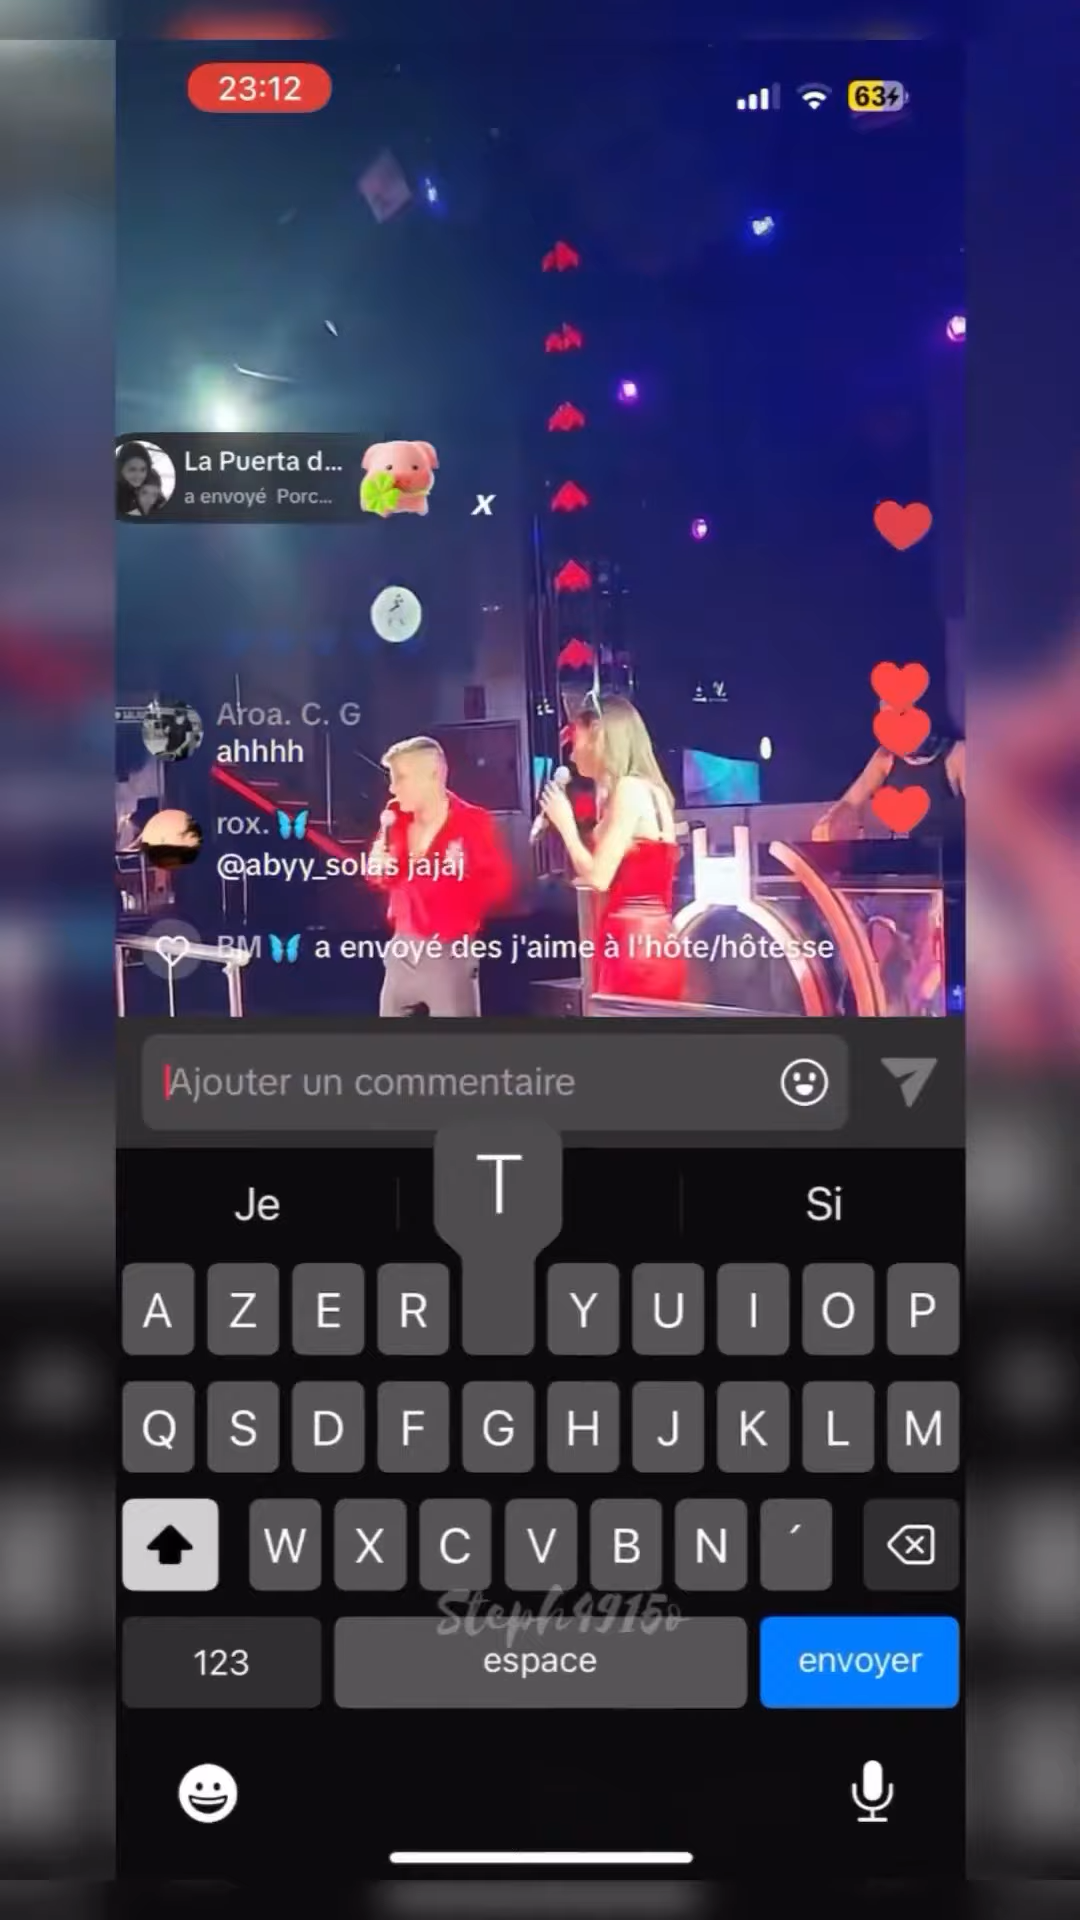 23:12
63
La Puerta d...
a envoyé Porc...
x
Aroa. C. G
ahhhh
rox.🦋
@abyy_solas jajaj
BM🦋 a envoyé des j'aime à l'hôte/hôtesse
Ajouter un commentaire
Je
T
Si
A Z E R Y U I O P
Q S D F G H J K L M
W X C V B N ´
Steph49150
123 espace envoyer